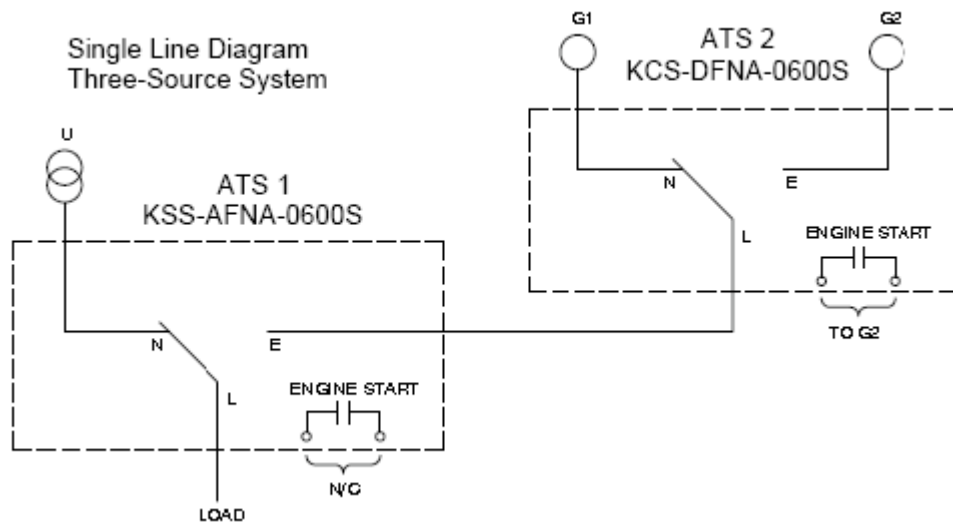 Single Line Diagram
Three-Source System
G1
ATS 2
KCS-DFNA-0600S
G2
U
ATS 1
KSS-AFNA-0600S
N
E
L
ENGINE START
TO G2
N
E
L
ENGINE START
N/C
LOAD